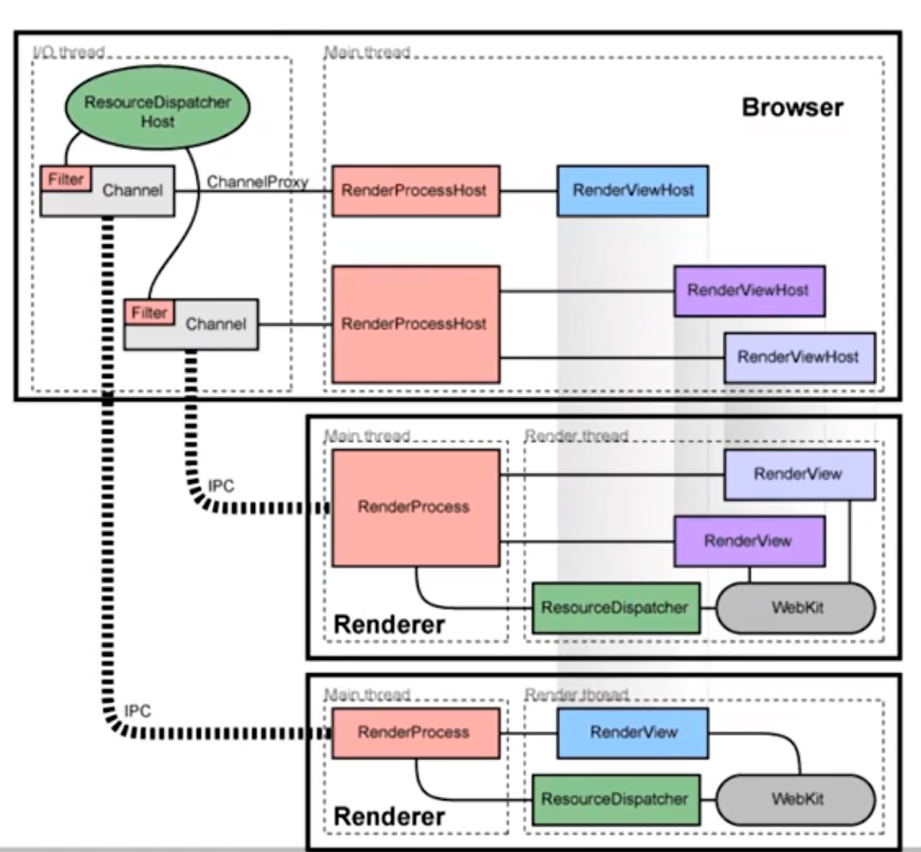 I/O thread
Main thread
ResourceDispatcher
Host
Browser
Filter
Channel
ChannelProxy
RenderProcessHost
RenderViewHost
RenderViewHost
Filter
Channel
RenderProcessHost
RenderViewHost
Main thread
Render thread
RenderView
IPC
RenderProcess
RenderView
ResourceDispatcher
WebKit
Renderer
Main thread
Render thread
IPC
RenderProcess
RenderView
ResourceDispatcher
WebKit
Renderer